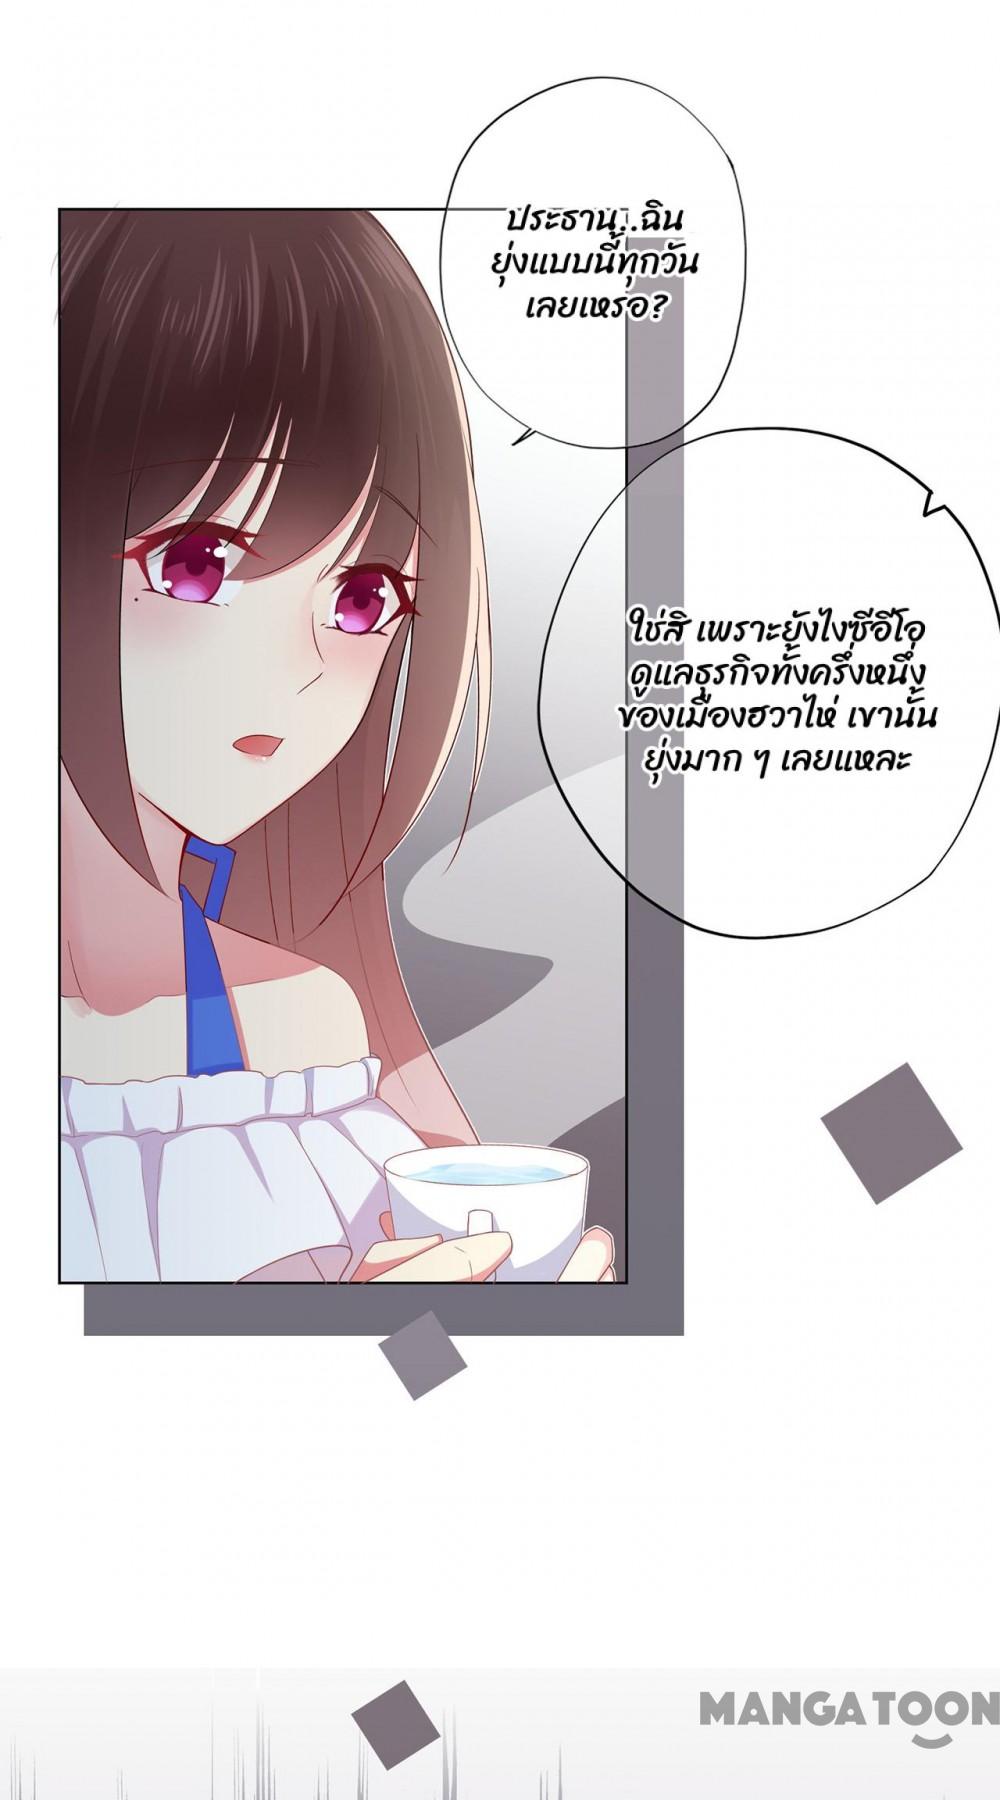 ประธาน..ฉิน
ยุ่งแบบนี้ทุกวัน
เลยเหรอ?
ใช่สิ เพราะยังไงซีอีโอ
ดูแลธุรกิจทั้งครึ่งหนึ่ง
ของเมืองฮวาไห่ เขานั้น
ยุ่งมาก ๆ เลยแหละ
MANGATOON